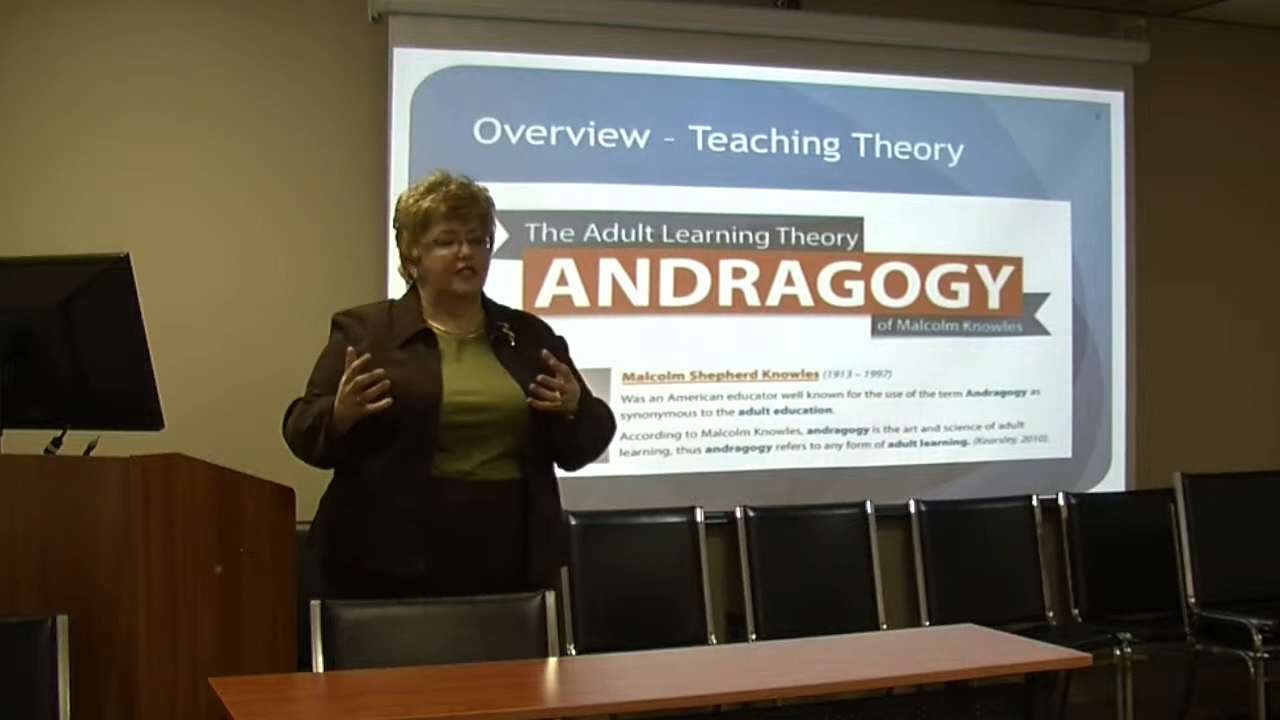 Overview - Teaching Theory
The Adult Learning Theory
ANDRAGOGY
of Malcolm Knowles
Malcolm Shepherd Knowles (1913 – 1997)
Was an American educator well known for the use of the term Andragogy as
synonymous to the adult education.
According to Malcolm Knowles, andragogy is the art and science of adult
learning, thus andragogy refers to any form of adult learning. (Kearsley, 2010).